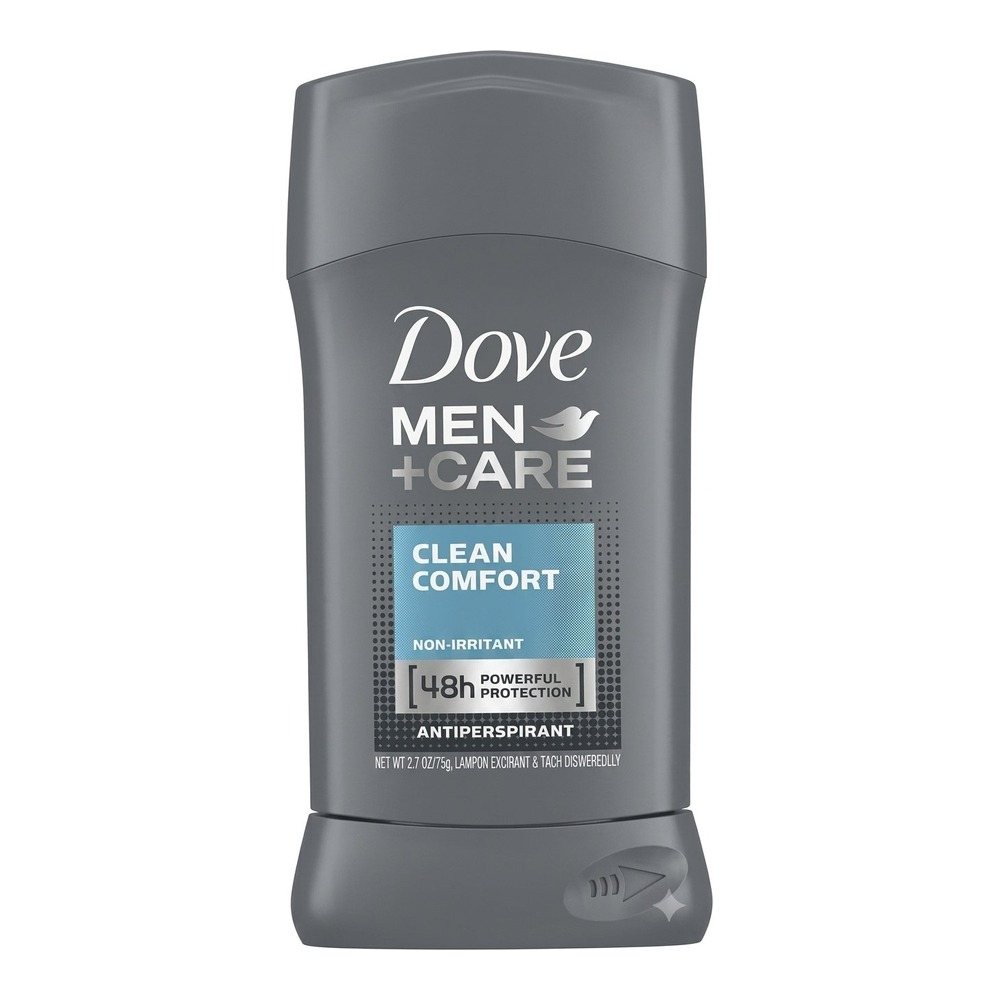 Dove
MEN
+CARE
CLEAN
COMFORT
NON-IRRITANT
[48h POWERFUL
PROTECTION]
ANTIPERSPIRANT
NET WT 2.7 OZ/75g, LAMPON EXCIRANT & TACH DISWEREDLLY